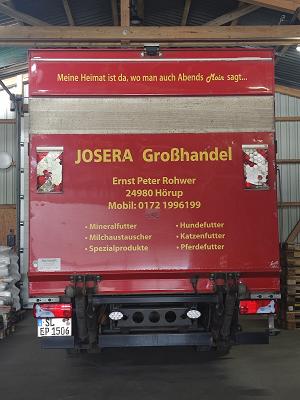 Meine Heimat ist da, wo man auch Abends Moin sagt...
JOSERA Großhandel
Ernst Peter Rohwer
24980 Hörup
Mobil: 0172 1996199
• Mineralfutter
• Milchaustauscher
• Spezialprodukte
• Hundefutter
• Katzenfutter
• Pferdefutter
SL
EP 1506